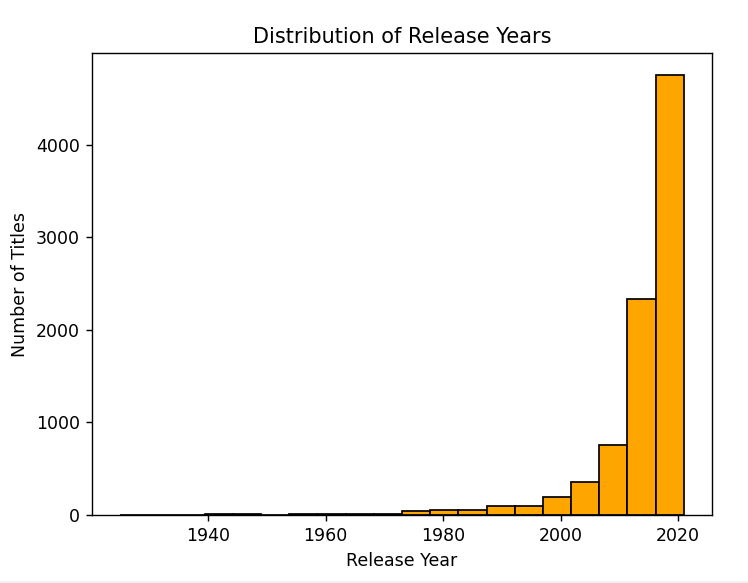 Distribution of Release Years
Number of Titles
4000
3000
2000
1000
0
1940 1960 1980 2000 2020
Release Year